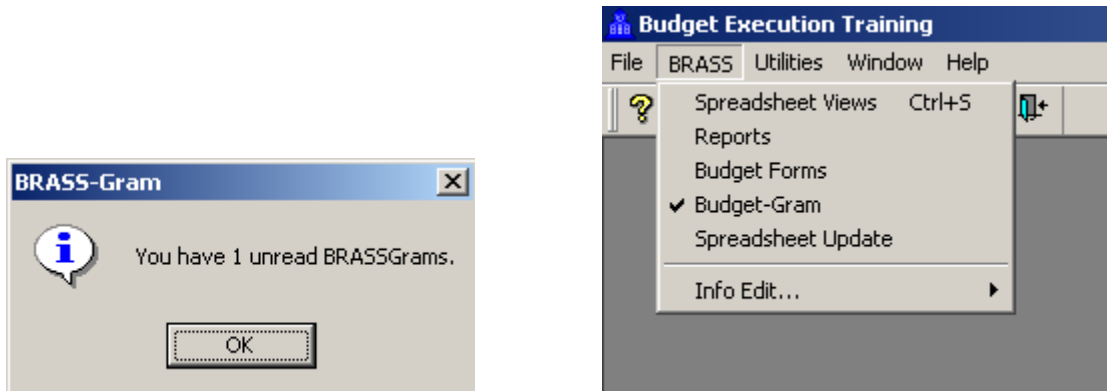 BRASS-Gram
You have 1 unread BRASSGrams.
OK
Budget Execution Training
File BRASS Utilities Window Help
Spreadsheet Views Ctrl+S
Reports
Budget Forms
Budget-Gram
Spreadsheet Update
Info Edit...